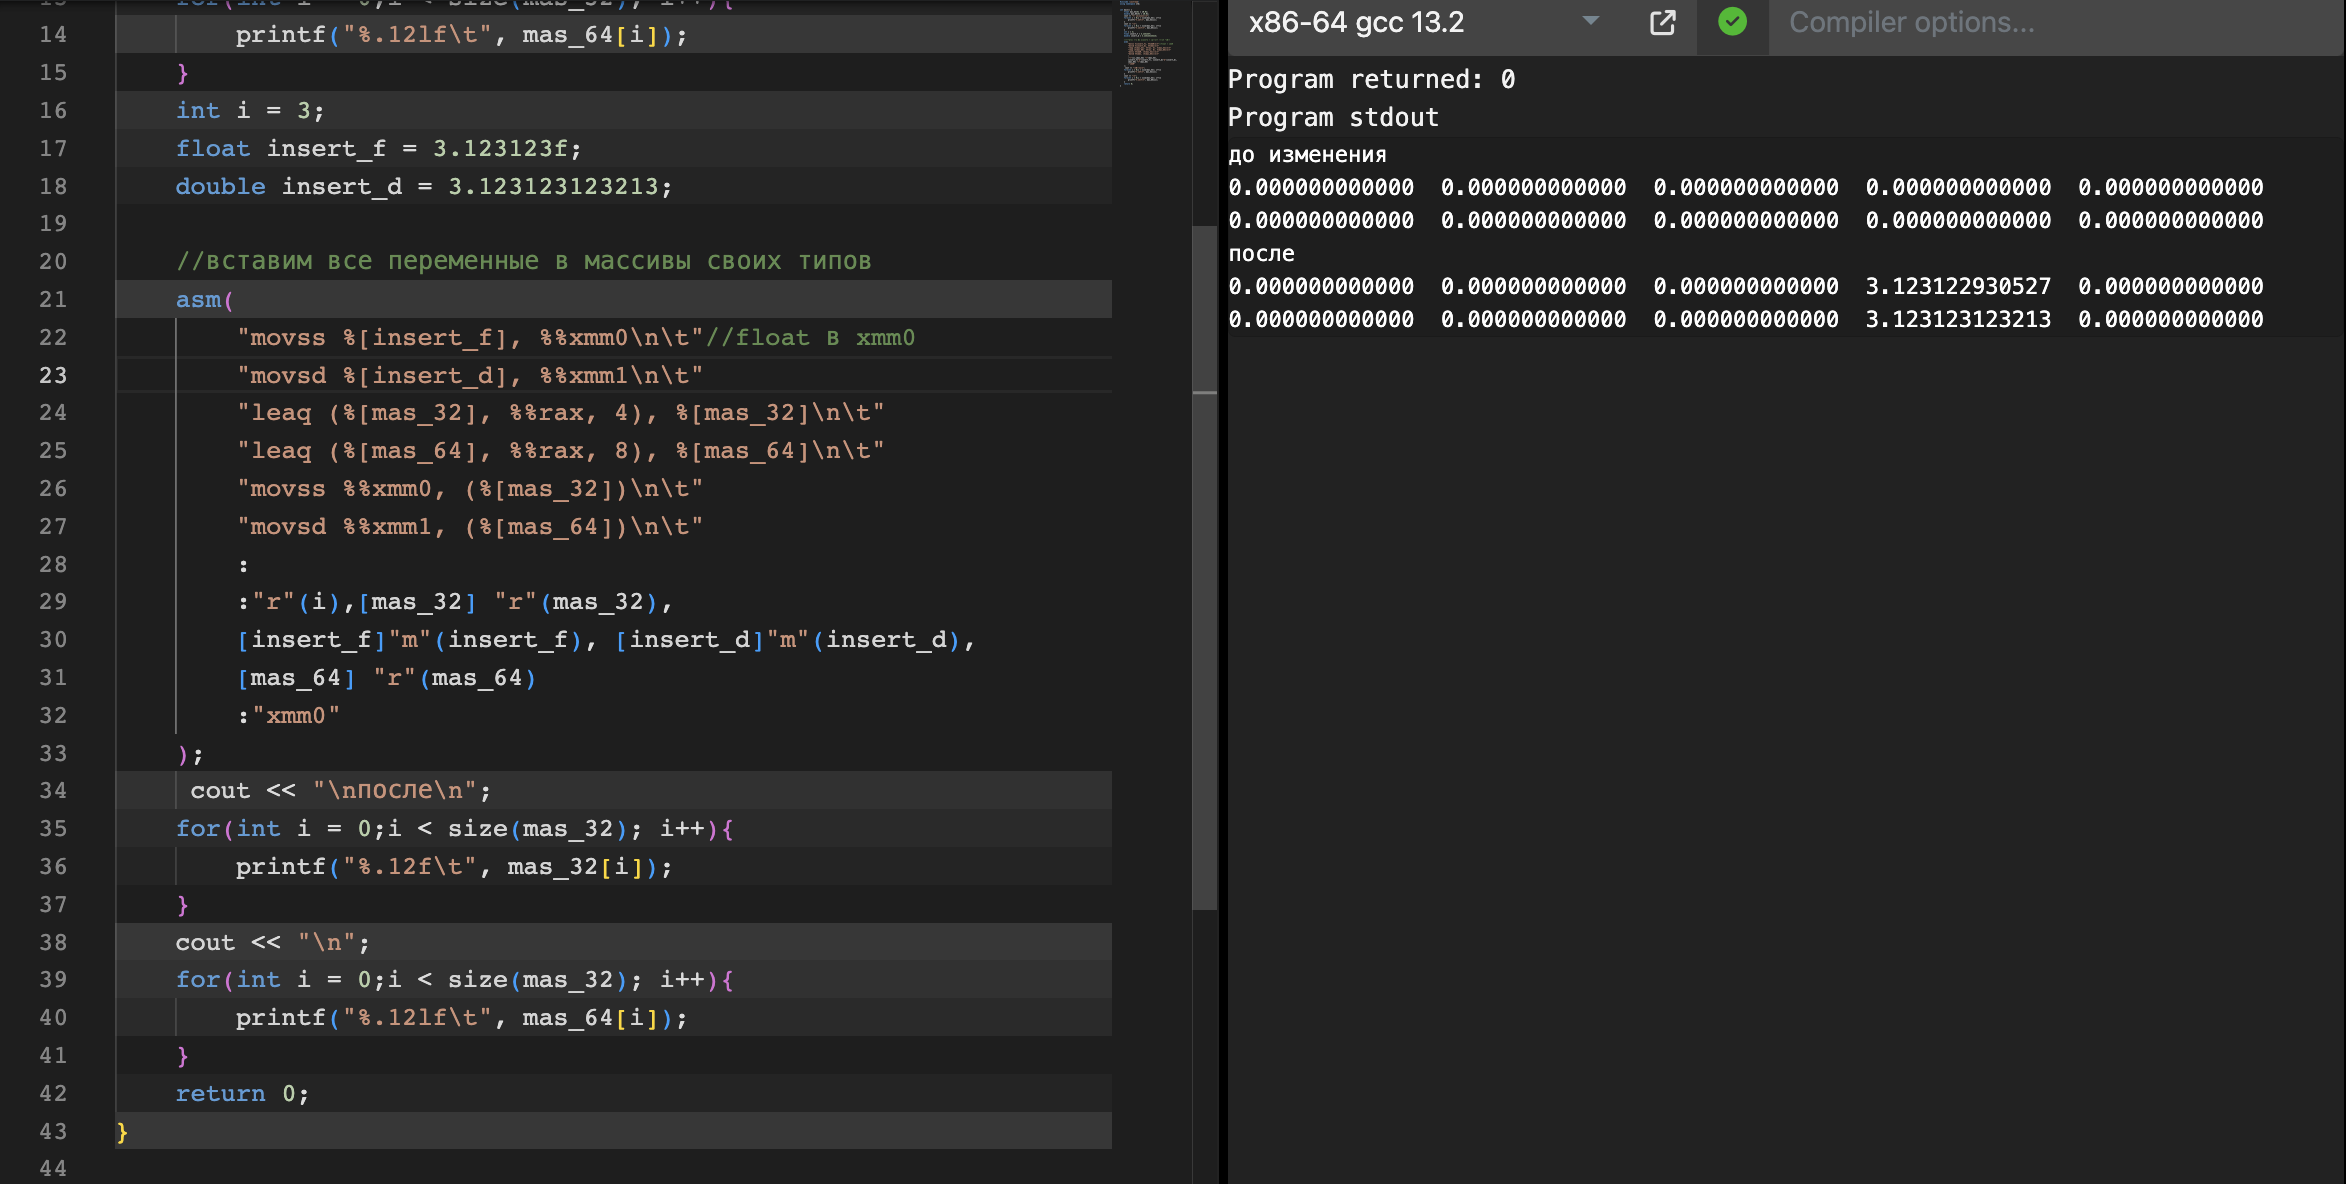 14 printf("%.12lf\t", mas_64[i]);
15 }
16 int i = 3;
17 float insert_f = 3.123123f;
18 double insert_d = 3.123123123213;
19
20 //вставим все переменные в массивы своих типов
21 asm(
22 "movss %[insert_f], %%xmm0\n\t"//float в xmm0
23 "movsd %[insert_d], %%xmm1\n\t"
24 "leaq (%[mas_32], %%rax, 4), %[mas_32]\n\t"
25 "leaq (%[mas_64], %%rax, 8), %[mas_64]\n\t"
26 "movss %%xmm0, (%[mas_32])\n\t"
27 "movsd %%xmm1, (%[mas_64])\n\t"
28 :
29 :"r"(i),[mas_32] "r"(mas_32),
30 [insert_f]"m"(insert_f), [insert_d]"m"(insert_d),
31 [mas_64] "r"(mas_64)
32 :"xmm0"
33 );
34 cout << "\nпосле\n";
35 for(int i = 0;i < size(mas_32); i++){
36 printf("%.12f\t", mas_32[i]);
37 }
38 cout << "\n";
39 for(int i = 0;i < size(mas_32); i++){
40 printf("%.12lf\t", mas_64[i]);
41 }
42 return 0;
43 }
44
x86-64 gcc 13.2
Compiler options...
Program returned: 0
Program stdout
до изменения
0.000000000000 0.000000000000 0.000000000000 0.000000000000 0.000000000000
0.000000000000 0.000000000000 0.000000000000 0.000000000000 0.000000000000
после
0.000000000000 0.000000000000 0.000000000000 3.123122930527 0.000000000000
0.000000000000 0.000000000000 0.000000000000 3.123123123213 0.000000000000